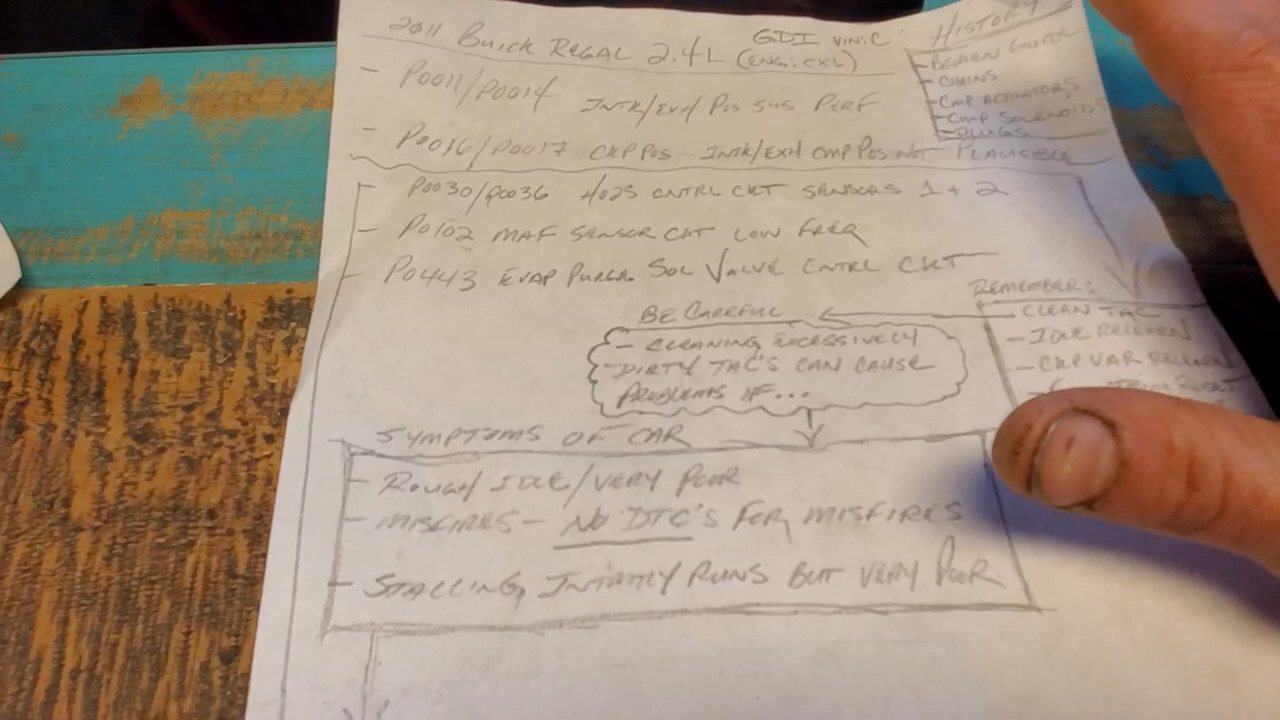 2011 Buick Regal 2.4L GDI VIN:C
(ENG: CXL)
HISTORY
- BROKEN GUIDE
- CHAINS
- CMP ACTUATORS
- CMP SOLENOIDS
- PLUGS
- P0011/P0014 INTK/EXH POS SYS PERF
- P0016/P0017 CKP POS - INTK/EXH CMP POS NOT PLAUSIBLE
- P0030/P0036 HO2S CNTRL CKT SENSORS 1 + 2
- P0102 MAF SENSOR CKT LOW FREQ
- P0443 EVAP PURGE SOL VALVE CNTRL CKT
REMEMBER:
- CLEAN TAC
- IDLE RELEARN
- CKP VAR RELEARN
BE CAREFUL
- CLEANING EXCESSIVELY
DIRTY TAC'S CAN CAUSE
PROBLEMS IF...
SYMPTOMS OF CAR
- ROUGH IDLE/VERY POOR
- MISFIRES - NO DTC'S FOR MISFIRES
- STALLING, RUNS BUT VERY POOR